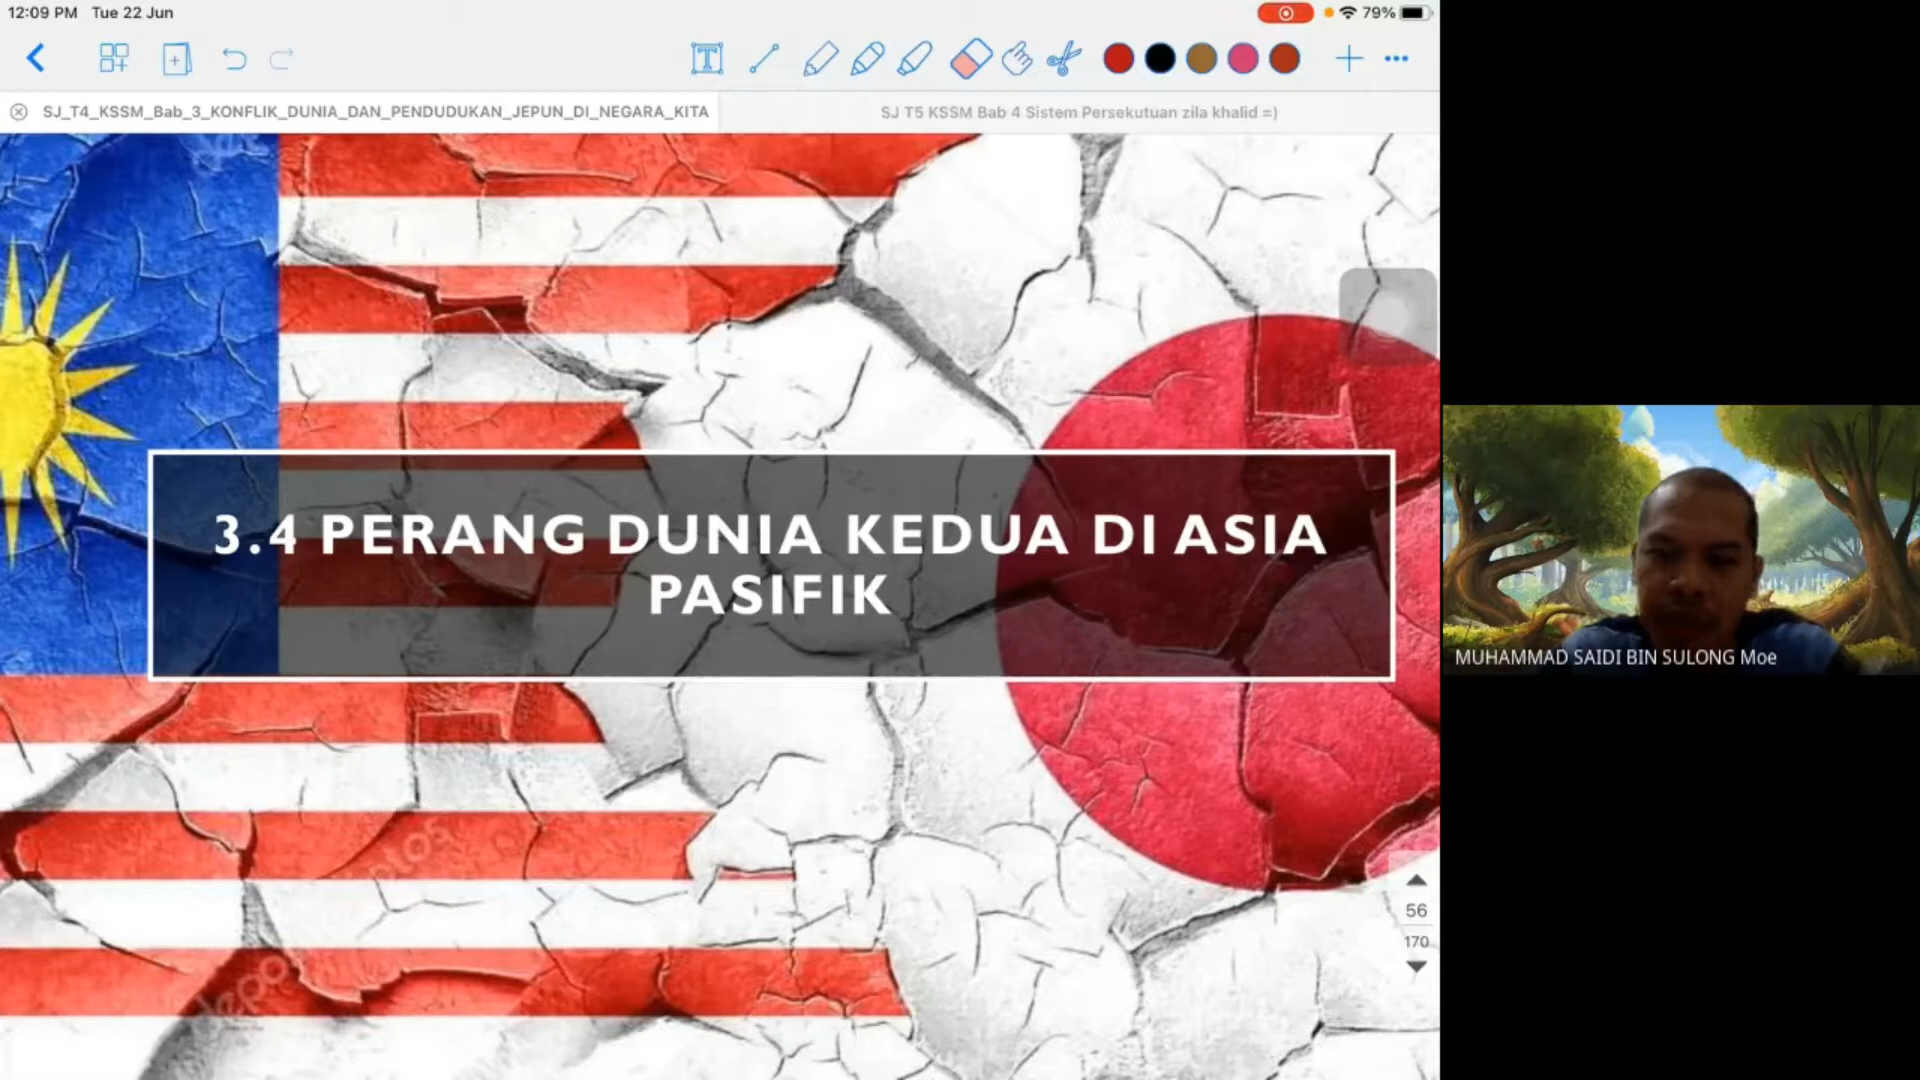 12:09 PM Tue 22 Jun
79%
T
SJ_T4_KSSM_Bab_3_KONFLIK_DUNIA_DAN_PENDUDUKAN_JEPUN_DI_NEGARA_KITA
SJ T5 KSSM Bab 4 Sistem Persekutuan zila khalid =)
3.4 PERANG DUNIA KEDUA DI ASIA
PASIFIK
MUHAMMAD SAIDI BIN SULONG Moe
56
170